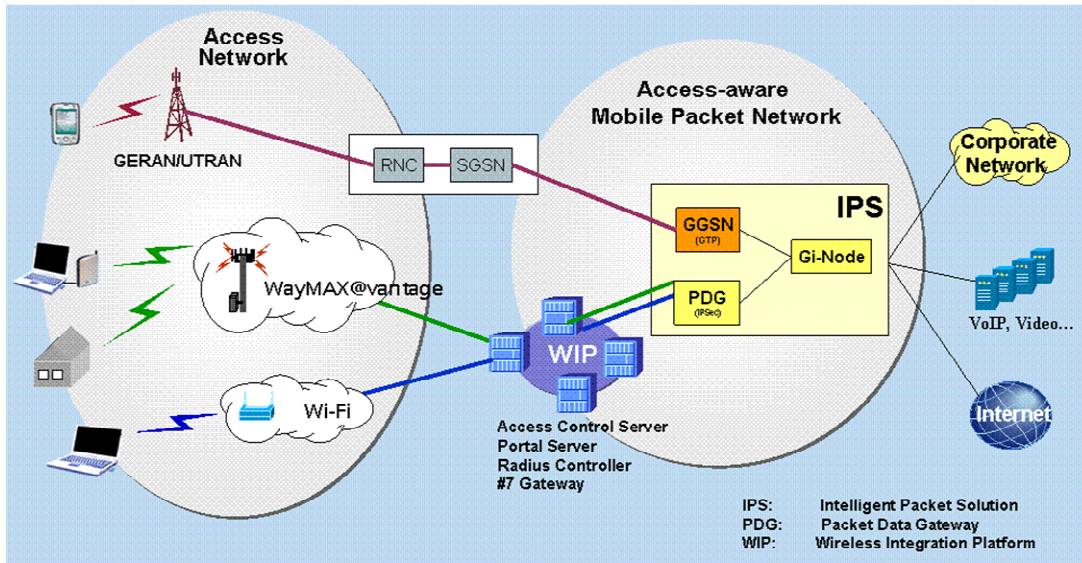 Access
Network
GERAN/UTRAN
RNC
SGSN
WayMAX@vantage
Wi-Fi
Access-aware
Mobile Packet Network
IPS
GGSN
(GTP)
Gi-Node
PDG
(IPSec)
WIP
Access Control Server
Portal Server
Radius Controller
#7 Gateway
Corporate
Network
VoIP, Video...
Internet
IPS: Intelligent Packet Solution
PDG: Packet Data Gateway
WIP: Wireless Integration Platform